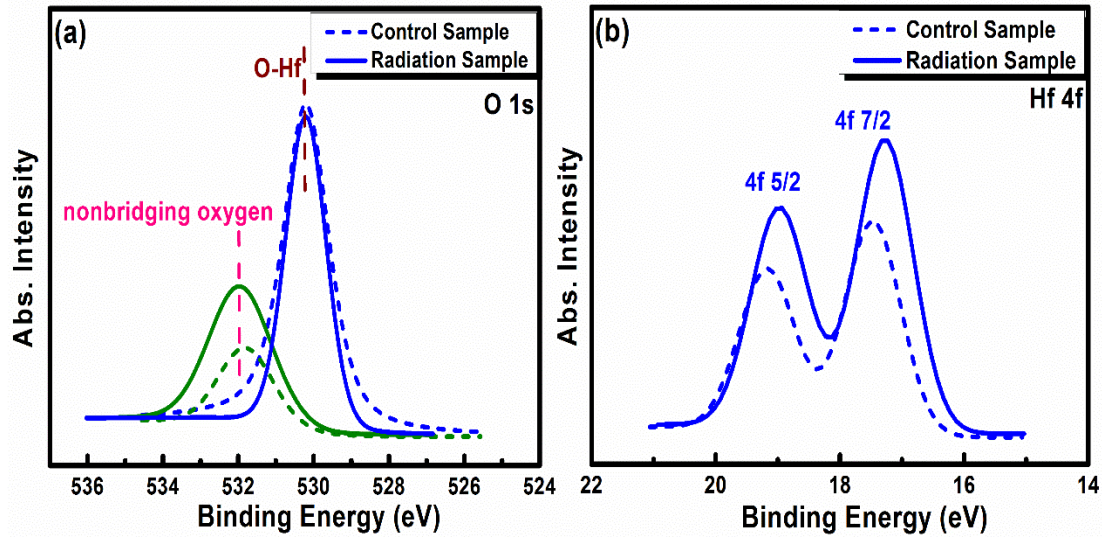 (a)
Control Sample
Radiation Sample
O-Hf
O 1s
nonbridging oxygen
Abs. Intensity
536 534 532 530 528 526 524
Binding Energy (eV)
(b)
Control Sample
Radiation Sample
Hf 4f
4f 7/2
4f 5/2
Abs. Intensity
22 20 18 16 14
Binding Energy (eV)